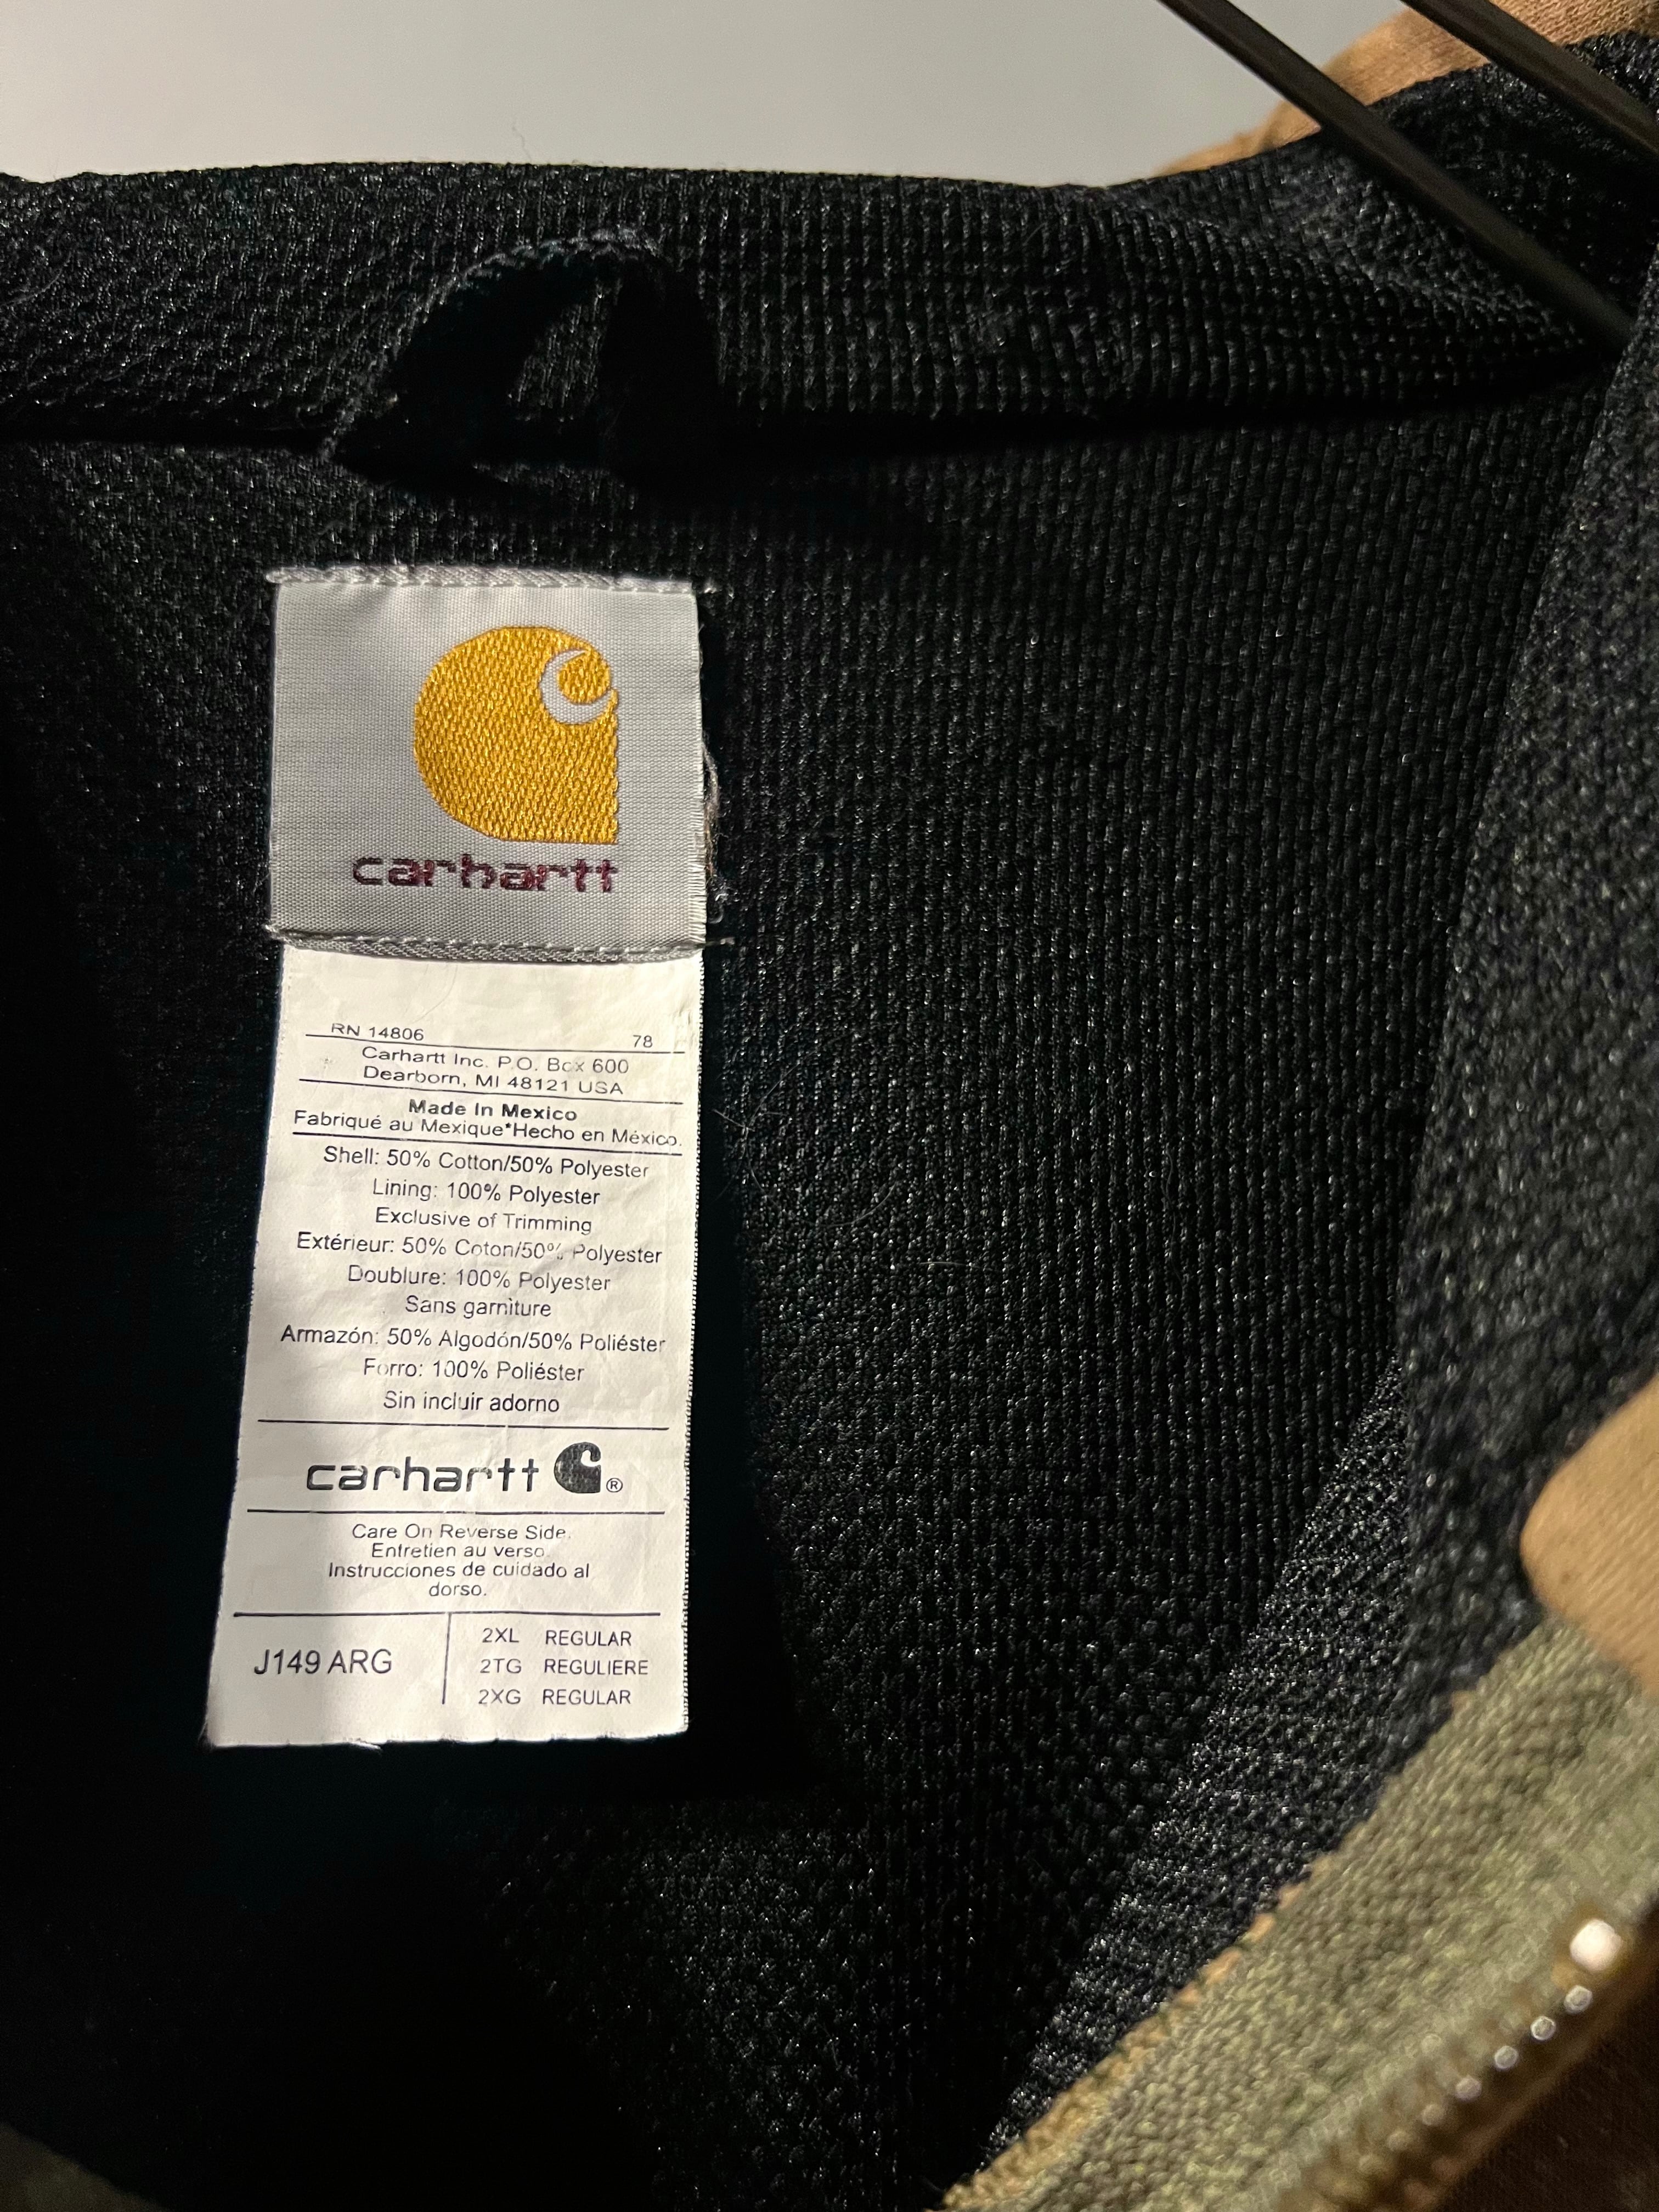 carhartt
RN 14806 78
Carhartt Inc. P.O. Box 600
Dearborn, MI 48121 USA
Made In Mexico
Fabriqué au Mexique*Hecho en México.
Shell: 50% Cotton/50% Polyester
Lining: 100% Polyester
Exclusive of Trimming
Extérieur: 50% Coton/50% Polyester
Doublure: 100% Polyester
Sans garniture
Armazón: 50% Algodón/50% Poliéster
Forro: 100% Poliéster
Sin incluir adorno
carhartt ®
Care On Reverse Side.
Entretien au verso.
Instrucciones de cuidado al
dorso.
J149 ARG
2XL REGULAR
2TG REGULIERE
2XG REGULAR